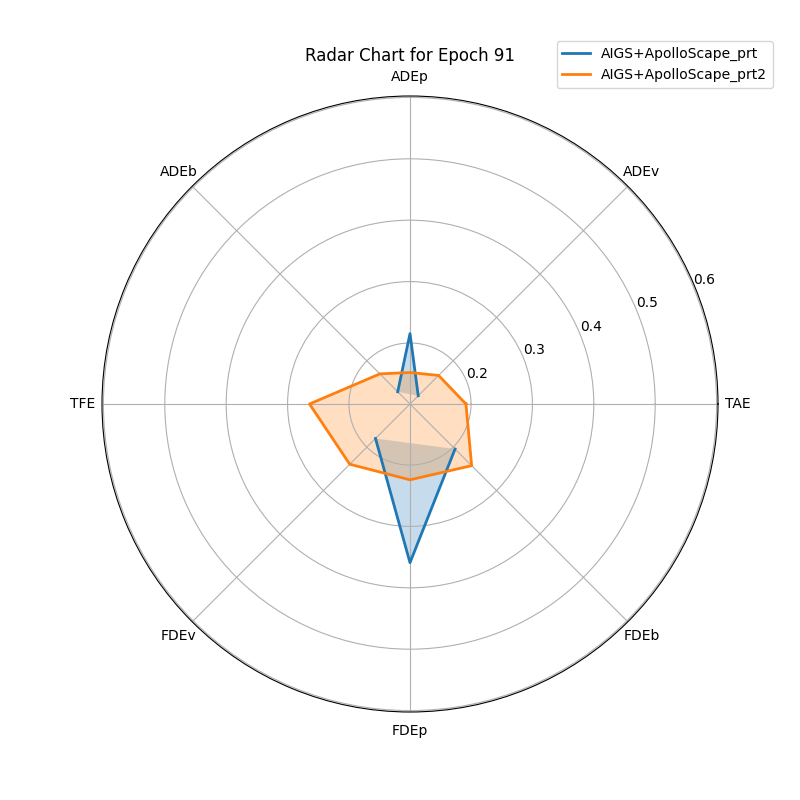 AIGS+ApolloScape_prt
AIGS+ApolloScape_prt2
Radar Chart for Epoch 91
ADEp
ADEb
ADEv
0.6
0.5
0.4
0.3
0.2
TFE
TAE
FDEv
FDEb
FDEp